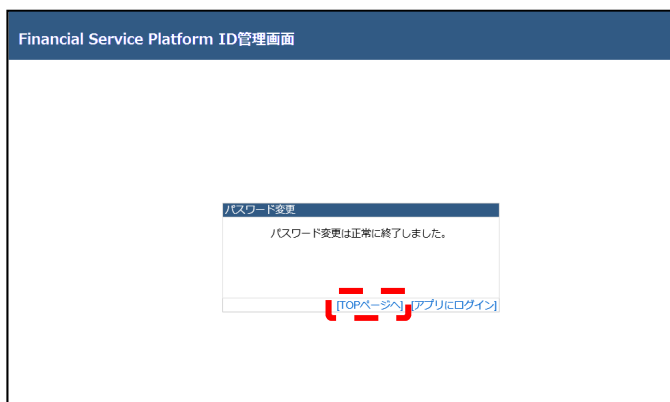 Financial Service Platform ID管理画面
パスワード変更
パスワード変更は正常に終了しました。
[TOPページへ] [アプリにログイン]